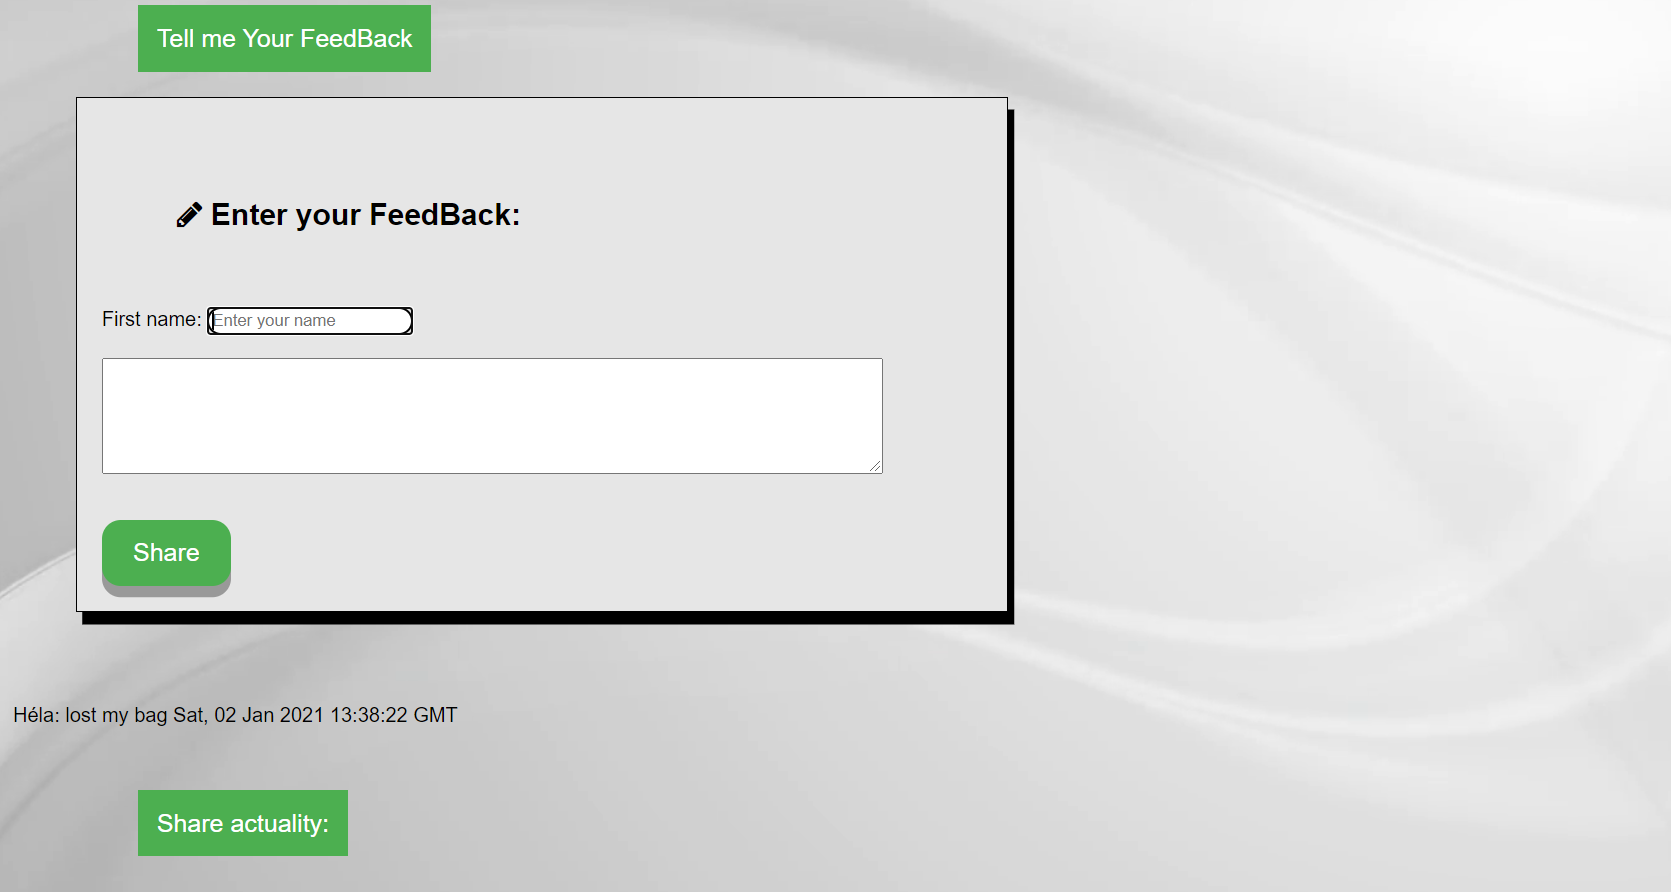 Tell me Your FeedBack
Enter your FeedBack:
First name: Enter your name
Share
Héla: lost my bag Sat, 02 Jan 2021 13:38:22 GMT
Share actuality: